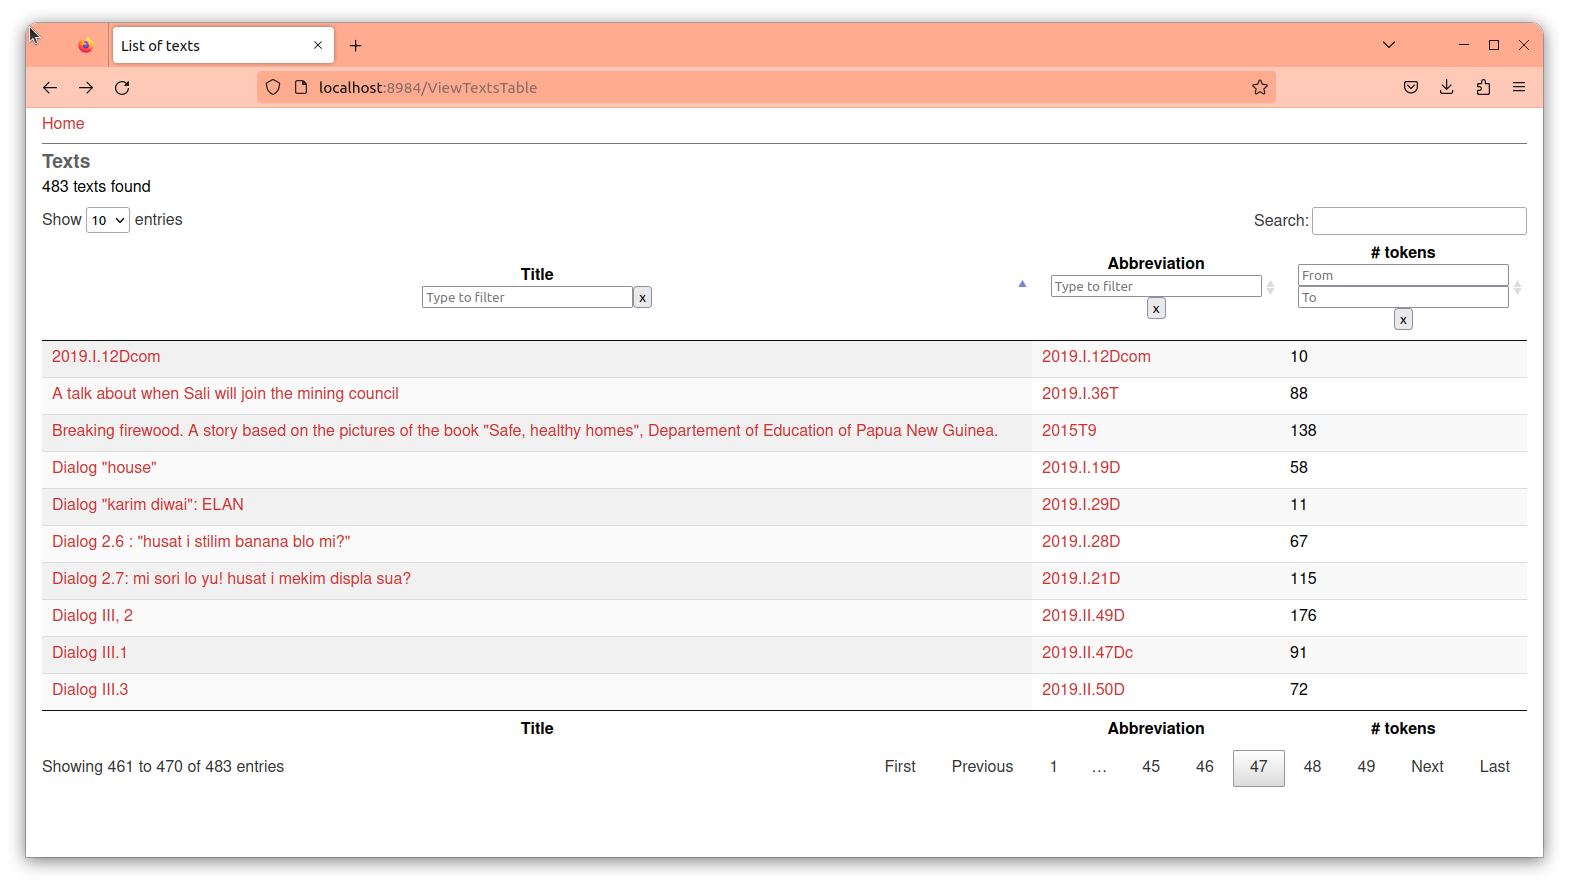 List of texts
localhost:8984/ViewTextsTable
Home
Texts
483 texts found
Show 10 entries
Search:
Title
Type to filter x
Abbreviation
Type to filter
x
# tokens
From
To
x
2019.I.12Dcom 2019.I.12Dcom 10
A talk about when Sali will join the mining council 2019.I.36T 88
Breaking firewood. A story based on the pictures of the book "Safe, healthy homes", Departement of Education of Papua New Guinea. 2015T9 138
Dialog "house" 2019.I.19D 58
Dialog "karim diwai": ELAN 2019.I.29D 11
Dialog 2.6 : "husat i stilim banana blo mi?" 2019.I.28D 67
Dialog 2.7: mi sori lo yu! husat i mekim displa sua? 2019.I.21D 115
Dialog III, 2 2019.II.49D 176
Dialog III.1 2019.II.47Dc 91
Dialog III.3 2019.II.50D 72
Title Abbreviation # tokens
Showing 461 to 470 of 483 entries First Previous 1 … 45 46 47 48 49 Next Last